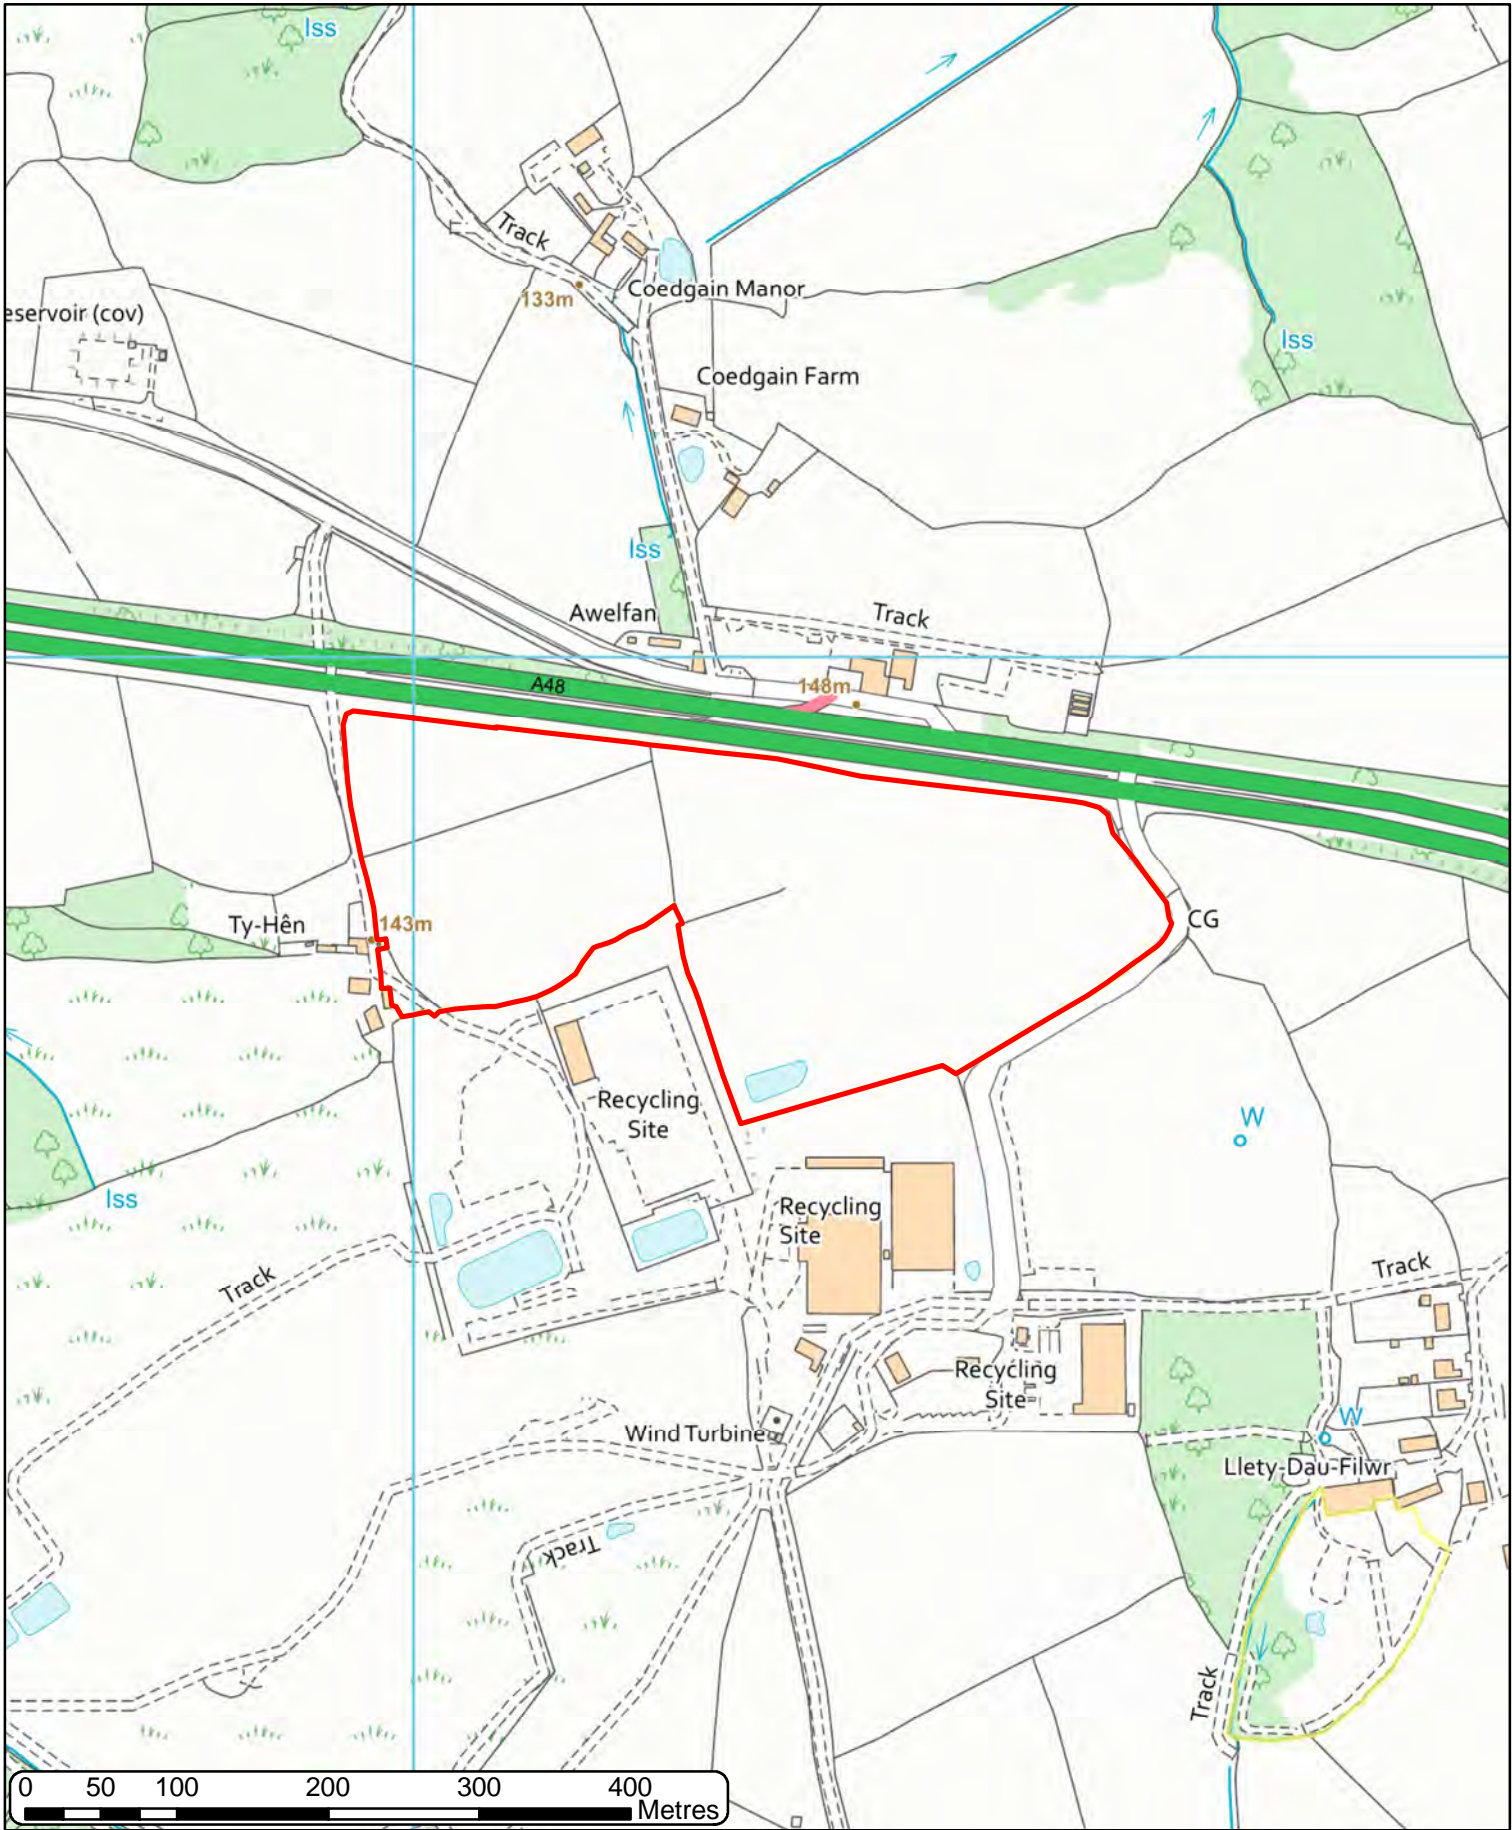 Iss
Track
133m
Coedgain Manor
eservoir (cov)
Iss
Coedgain Farm
Iss
Awelfan
Track
A48
148m
Ty-Hên
143m
CG
Recycling
Site
W
Iss
Recycling
Site
Track
Track
Recycling
Site
Wind Turbine
W
Llety-Dau-Filwr
Track
Track
0 50 100 200 300 400
Metres